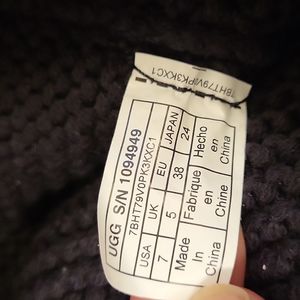 UGG S/N 1094949
7BHT79V0PK3KXC1
USA UK EU JAPAN
7 5 38 24
Made Fabrique Hecho
In en en
China Chine China
7BHT79V0PK3KXC1